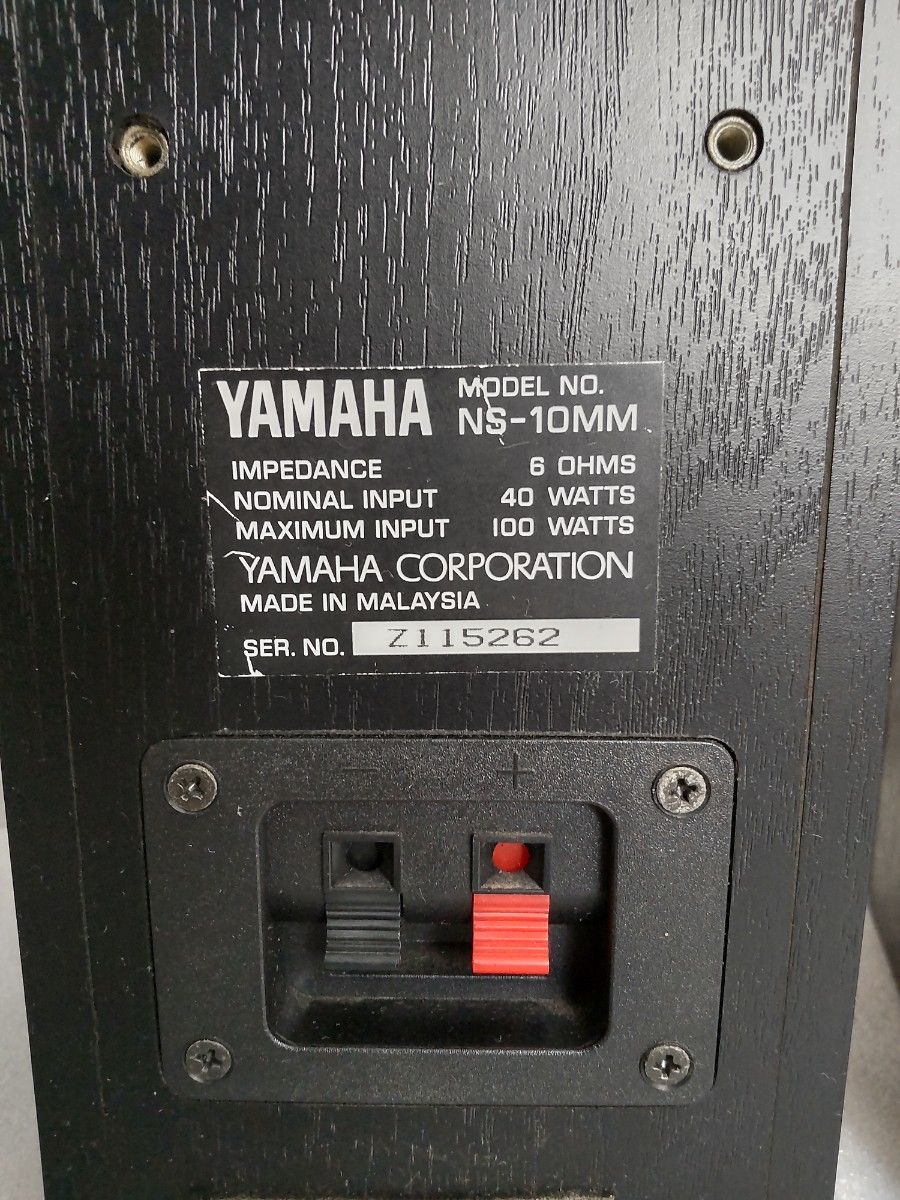 YAMAHA MODEL NO. NS-10MM
IMPEDANCE 6 OHMS
NOMINAL INPUT 40 WATTS
MAXIMUM INPUT 100 WATTS
YAMAHA CORPORATION
MADE IN MALAYSIA
SER. NO. Z115262
− +